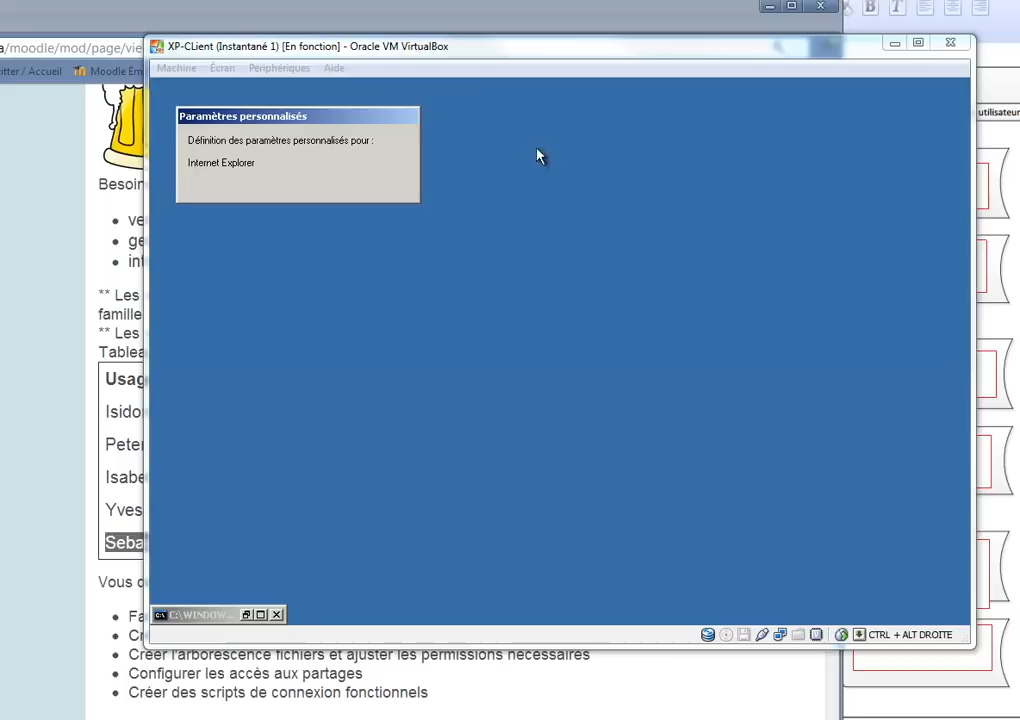 a/moodle/mod/page/vie
itter / Accueil
Moodle Ém
XP-CLient (Instantané 1) [En fonction] - Oracle VM VirtualBox
Machine Écran Périphériques Aide
utilisateur
Paramètres personnalisés
Définition des paramètres personnalisés pour :
Internet Explorer
Besoin
ve
ge
int
** Les
famille
** Les
Tablea
Usag
Isido
Peter
Isabe
Yves
Seba
Vous d
C:\WINDOW...
CTRL + ALT DROITE
Fa
Cr
Créer l'arborescence fichiers et ajuster les permissions nécessaires
Configurer les accès aux partages
Créer des scripts de connexion fonctionnels